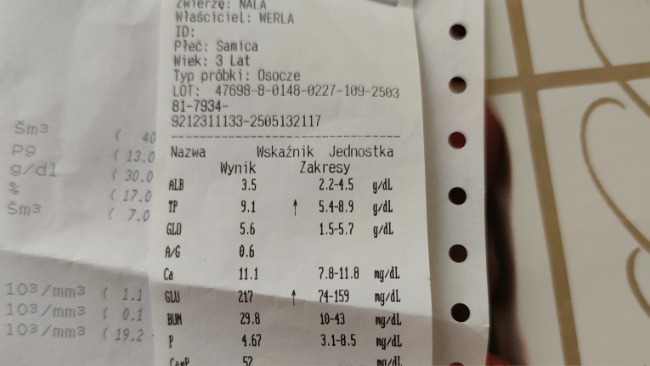 Zwierzę: NALA
Właściciel: WERLA
ID:
Płeć: Samica
Wiek: 3 Lat
Typ próbki: Osocze
LOT: 47698-8-0148-0227-109-2503
81-7934-
9212311133-2505132117
Nazwa Wskaźnik Jednostka
Wynik Zakresy
ALB 3.5 2.2-4.5 g/dL
TP 9.1 ↑ 5.4-8.9 g/dL
GLO 5.6 1.5-5.7 g/dL
A/G 0.6
Ca 11.1 7.8-11.8 mg/dL
GLU 217 ↑ 74-159 mg/dL
BUN 29.8 10-43 mg/dL
P 4.67 3.1-8.5 mg/dL
Ca*P 52
šm3 ( 40
pg ( 13.0
g/dl ( 30.0
% ( 17.0
šm3 ( 7.0
103/mm3 ( 1.1
103/mm3 ( 0.1
103/mm3 ( 19.2 -